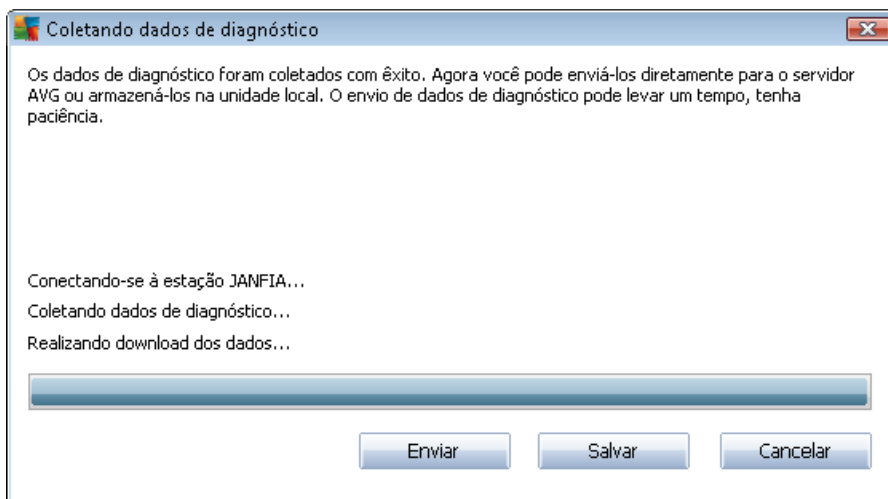 Coletando dados de diagnóstico
Os dados de diagnóstico foram coletados com êxito. Agora você pode enviá-los diretamente para o servidor
AVG ou armazená-los na unidade local. O envio de dados de diagnóstico pode levar um tempo, tenha
paciência.
Conectando-se à estação JANFIA...
Coletando dados de diagnóstico...
Realizando download dos dados...
Enviar Salvar Cancelar